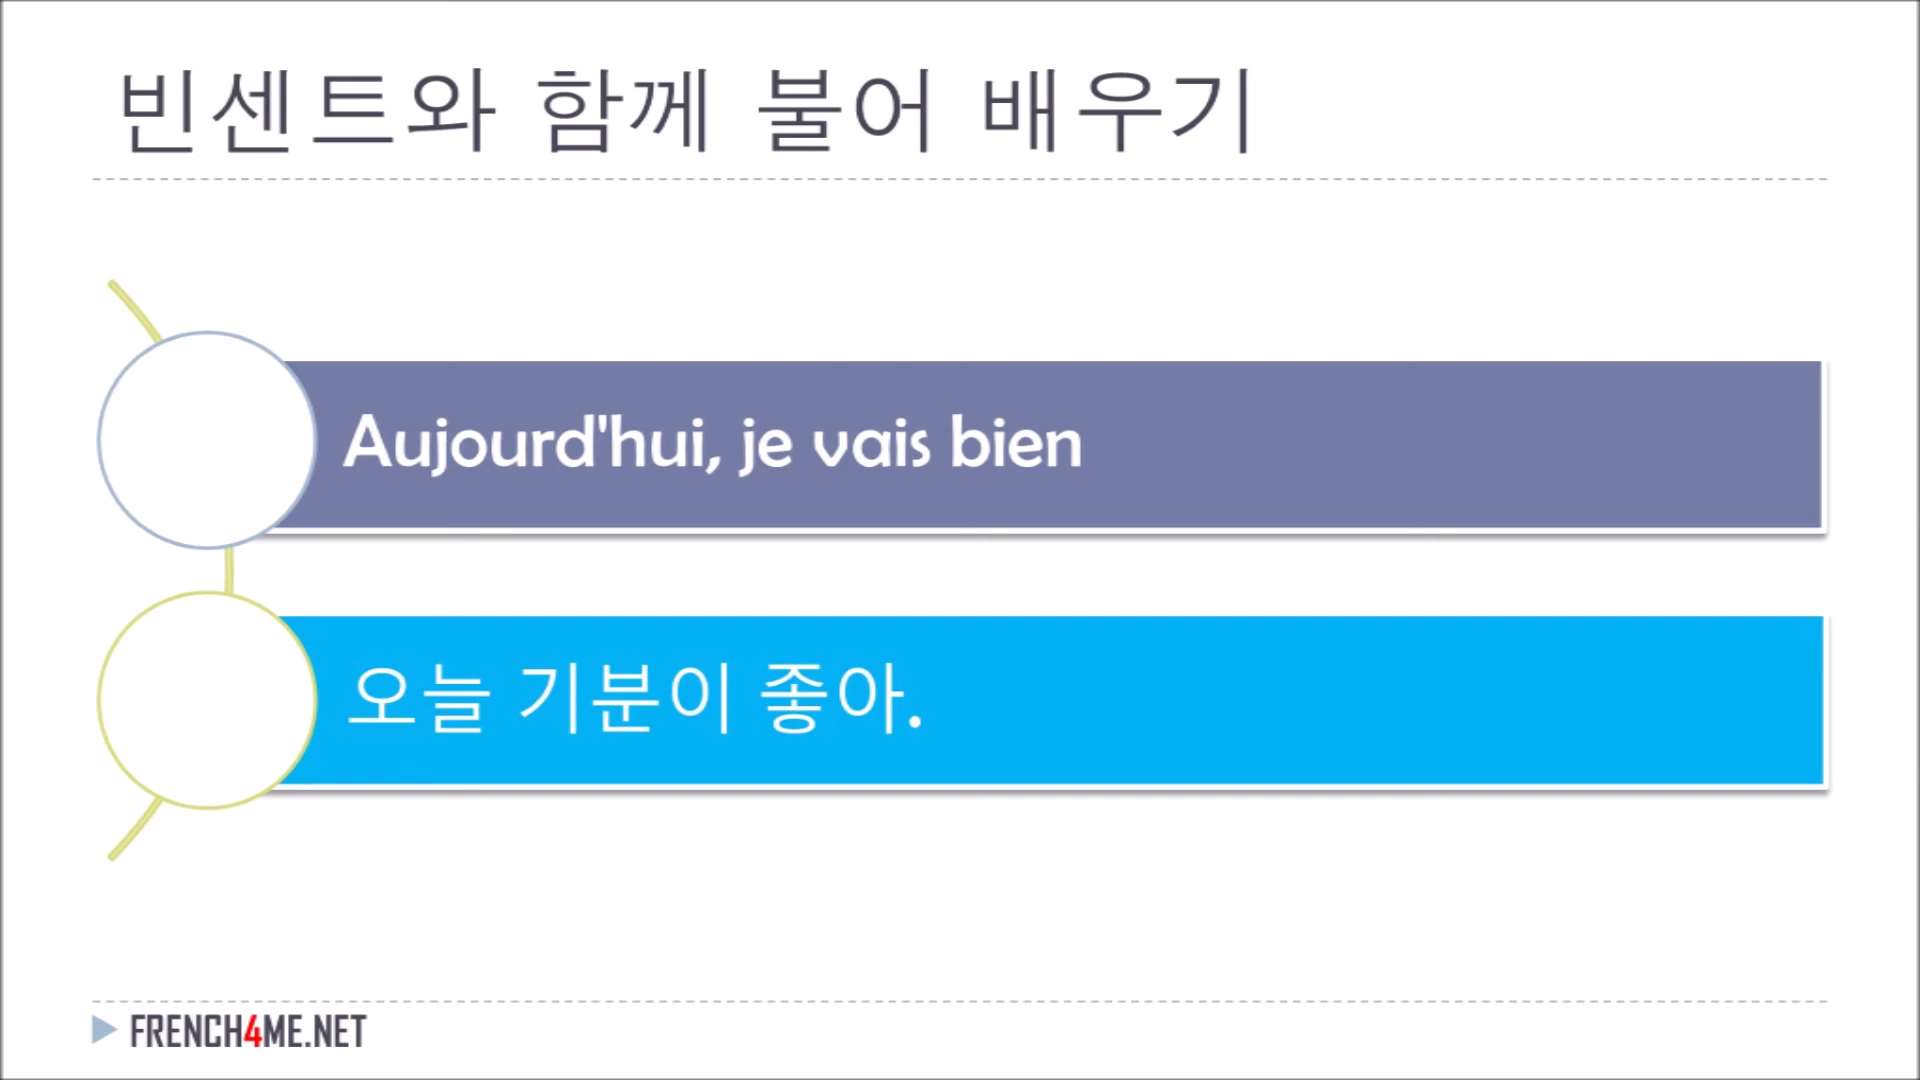 빈센트와 함께 불어 배우기
Aujourd'hui, je vais bien
오늘 기분이 좋아.
FRENCH4ME.NET